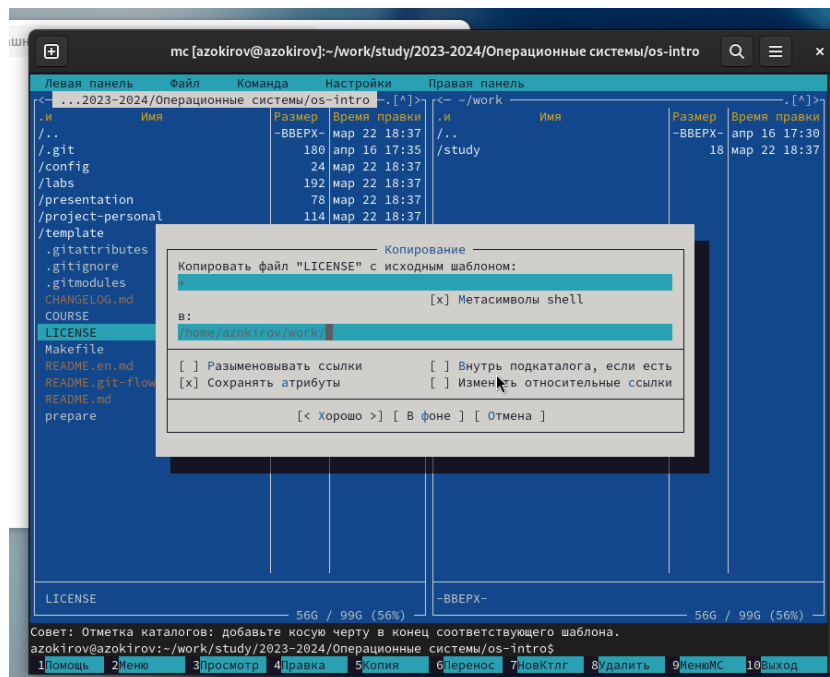 ашн
mc [azokirov@azokirov]:~/work/study/2023-2024/Операционные системы/os-intro
Левая панель Файл Команда Настройки Правая панель
<— ...2023-2024/Операционные системы/os-intro —.[^]>
.и Имя Размер Время правки
/.. -ВВЕРХ- мар 22 18:37
/.git 180 апр 16 17:35
/config 24 мар 22 18:37
/labs 192 мар 22 18:37
/presentation 78 мар 22 18:37
/project-personal 114 мар 22 18:37
/template
.gitattributes
.gitignore
.gitmodules
CHANGELOG.md
COURSE
LICENSE
Makefile
README.en.md
README.git-flow
README.md
prepare
LICENSE
56G / 99G (56%)
<— ~/work —.[^]>
.и Имя Размер Время правки
/.. -ВВЕРХ- апр 16 17:30
/study 18 мар 22 18:37
-ВВЕРХ-
56G / 99G (56%)
Копирование
Копировать файл "LICENSE" с исходным шаблоном:
*
[x] Метасимволы shell
в:
/home/azokirov/work/
[ ] Разыменовывать ссылки [ ] Внутрь подкаталога, если есть
[x] Сохранять атрибуты [ ] Изменять относительные ссылки
[< Хорошо >] [ В фоне ] [ Отмена ]
Совет: Отметка каталогов: добавьте косую черту в конец соответствующего шаблона.
azokirov@azokirov:~/work/study/2023-2024/Операционные системы/os-intro$
1Помощь 2Меню 3Просмотр 4Правка 5Копия 6Перенос 7НовКтлг 8Удалить 9МенюМС 10Выход